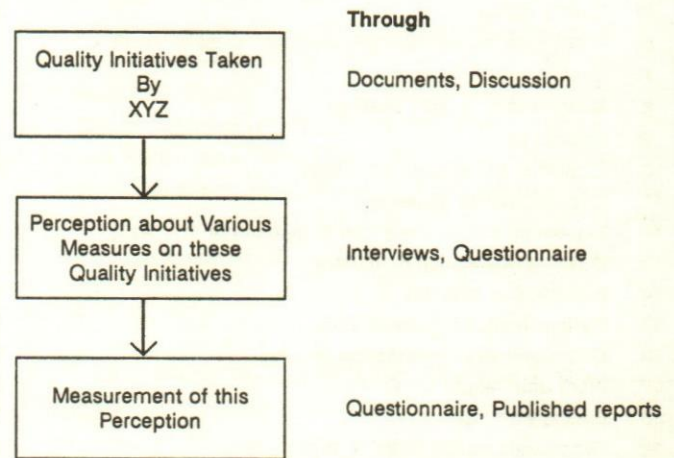 Through
Quality Initiatives Taken
By
XYZ
Documents, Discussion
Perception about Various
Measures on these
Quality Initiatives
Interviews, Questionnaire
Measurement of this
Perception
Questionnaire, Published reports